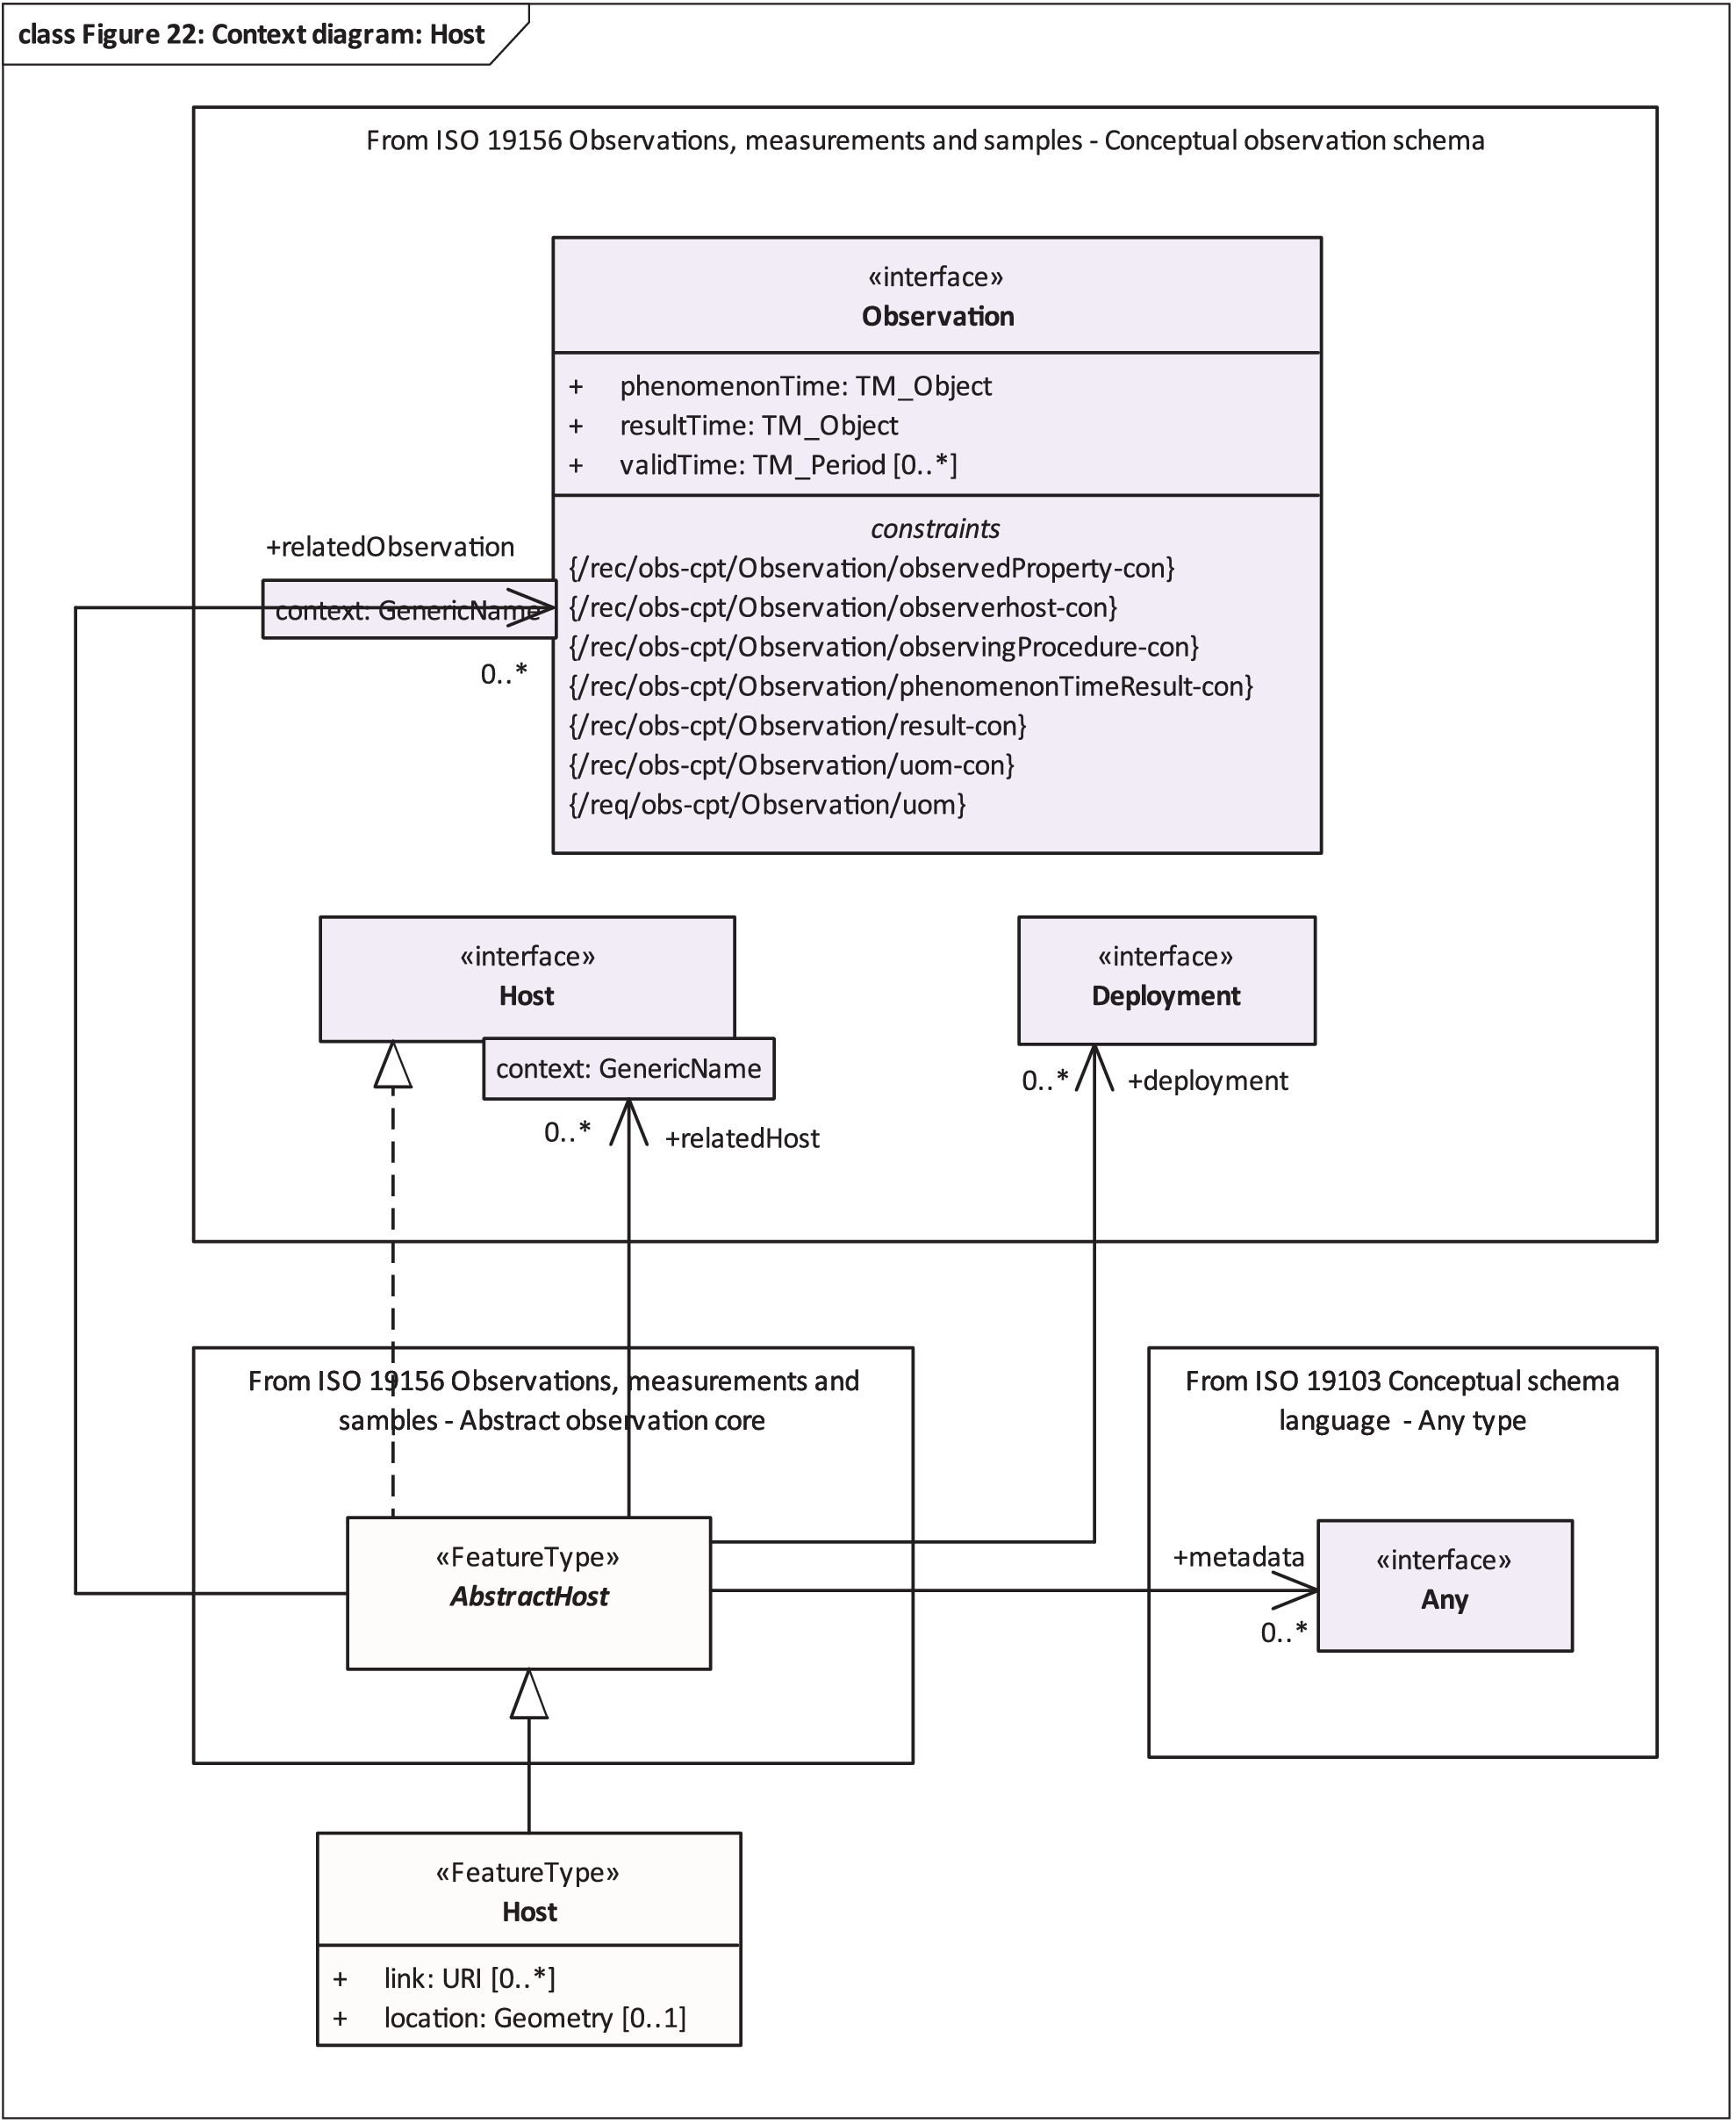 class Figure 22: Context diagram: Host
From ISO 19156 Observations, measurements and samples - Conceptual observation schema
«interface»
Observation
+ phenomenonTime: TM_Object
+ resultTime: TM_Object
+ validTime: TM_Period [0..*]
constraints
{/rec/obs-cpt/Observation/observedProperty-con}
{/rec/obs-cpt/Observation/observerhost-con}
{/rec/obs-cpt/Observation/observingProcedure-con}
{/rec/obs-cpt/Observation/phenomenonTimeResult-con}
{/rec/obs-cpt/Observation/result-con}
{/rec/obs-cpt/Observation/uom-con}
{/req/obs-cpt/Observation/uom}
+relatedObservation
context: GenericName
0..*
«interface»
Host
context: GenericName
0..*
+relatedHost
«interface»
Deployment
0..*
+deployment
From ISO 19156 Observations, measurements and
samples - Abstract observation core
«FeatureType»
AbstractHost
From ISO 19103 Conceptual schema
language - Any type
+metadata
0..*
«interface»
Any
«FeatureType»
Host
+ link: URI [0..*]
+ location: Geometry [0..1]